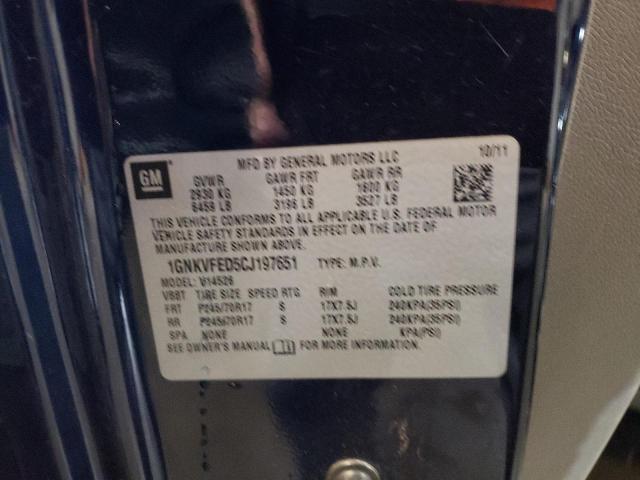 GM
MFD BY GENERAL MOTORS LLC 10/11
GVWR GAWR FRT GAWR RR
2930 KG 1450 KG 1600 KG
6459 LB 3196 LB 3527 LB
THIS VEHICLE CONFORMS TO ALL APPLICABLE U.S. FEDERAL MOTOR
VEHICLE SAFETY STANDARDS IN EFFECT ON THE DATE OF
MANUFACTURE SHOWN ABOVE.
1GNKVFED5CJ197651 TYPE: M.P.V.
MODEL: V14526
TIRE SIZE SPEED RTG RIM COLD TIRE PRESSURE
FRT P245/70R17 S 17X7.5J 240KPA(35PSI)
RR P245/70R17 S 17X7.5J 240KPA(35PSI)
SPA NONE NONE KPA(PSI)
SEE OWNER'S MANUAL FOR MORE INFORMATION.